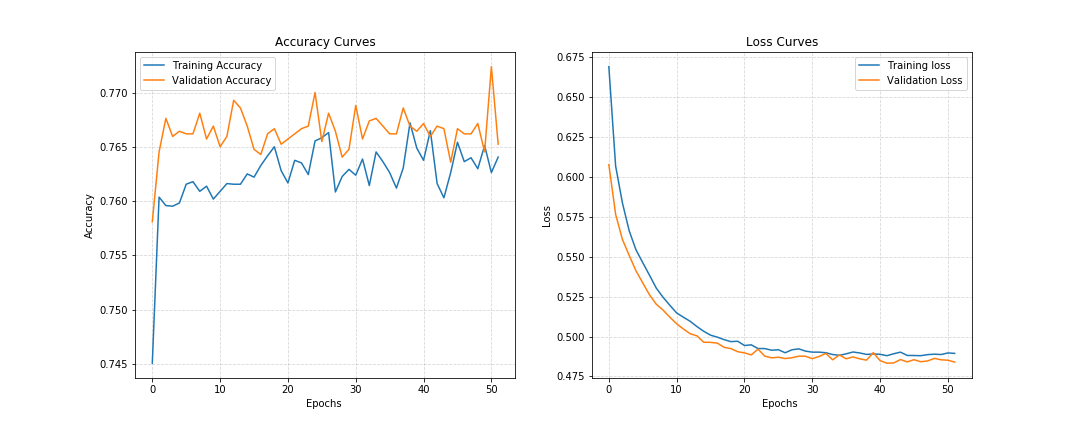 Accuracy Curves
Training Accuracy
Validation Accuracy
0.770
0.765
0.760
0.755
0.750
0.745
Accuracy
0 10 20 30 40 50
Epochs
Loss Curves
Training loss
Validation Loss
0.675
0.650
0.625
0.600
0.575
0.550
0.525
0.500
0.475
Loss
0 10 20 30 40 50
Epochs